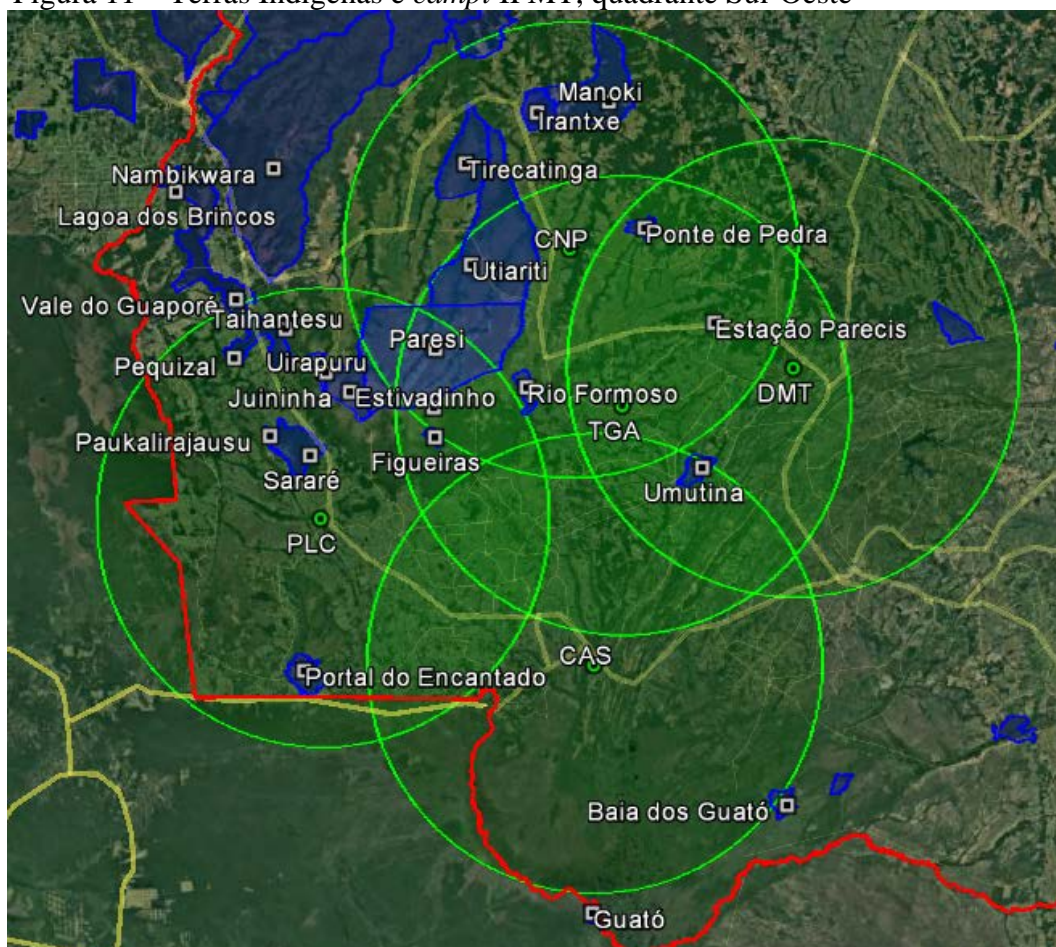 Figura 11 – Terras Indígenas e campi IFMT, quadrante Sul-Oeste
Manoki
Irantxe
Tirecatinga
Nambikwara
Lagoa dos Brincos
CNP
Ponte de Pedra
Utiariti
Vale do Guaporé
Taihantesu
Estação Parecis
Paresi
Pequizal
Uirapuru
DMT
Juininha
Estivadinho
Rio Formoso
TGA
Paukalirajausu
Figueiras
Sararé
Umutina
PLC
CAS
Portal do Encantado
Baia dos Guató
Guató